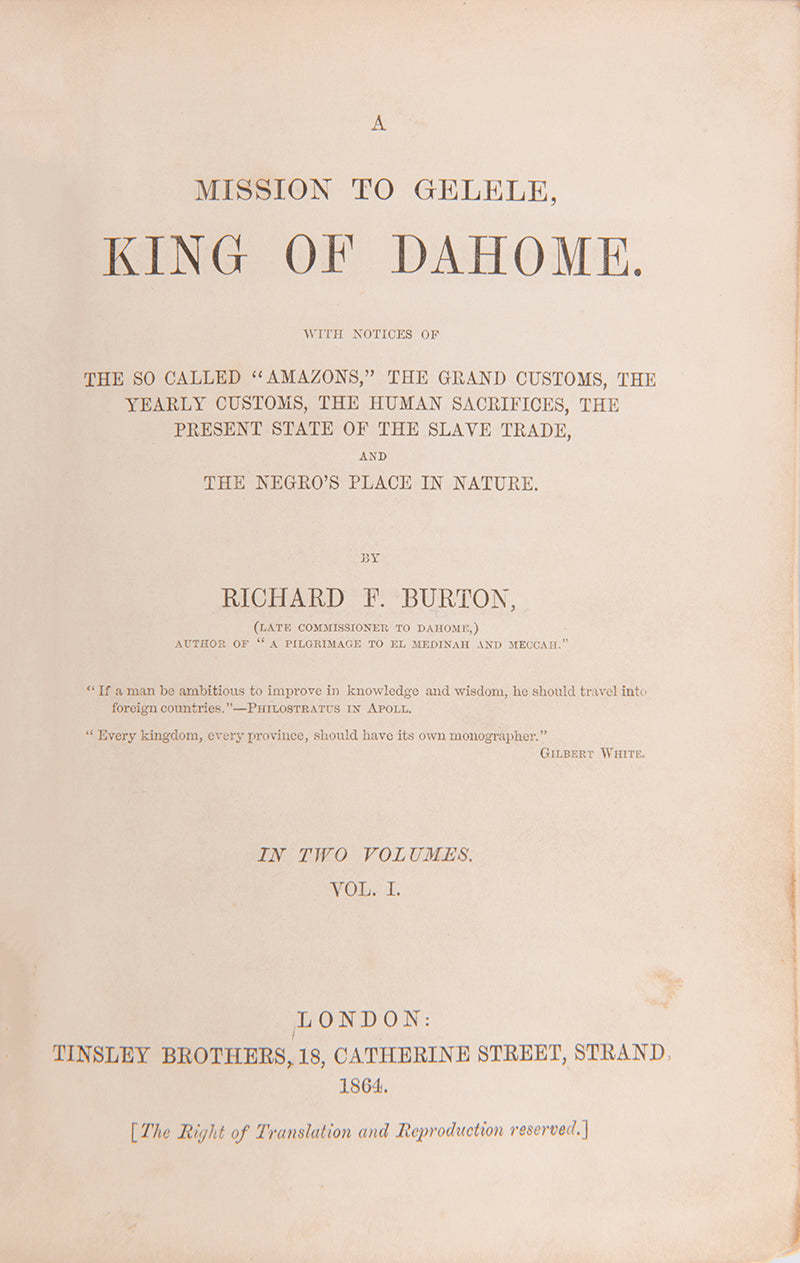 A
MISSION TO GELELE,
KING OF DAHOME.
WITH NOTICES OF
THE SO CALLED “AMAZONS,” THE GRAND CUSTOMS, THE
YEARLY CUSTOMS, THE HUMAN SACRIFICES, THE
PRESENT STATE OF THE SLAVE TRADE,
AND
THE NEGRO’S PLACE IN NATURE.
BY
RICHARD F. BURTON,
(LATE COMMISSIONER TO DAHOME,)
AUTHOR OF “A PILGRIMAGE TO EL MEDINAH AND MECCAH.”
“If a man be ambitious to improve in knowledge and wisdom, he should travel into
foreign countries.”—PHILOSTRATUS IN APOLL.
“Every kingdom, every province, should have its own monographer.”
GILBERT WHITE.
IN TWO VOLUMES.
VOL. I.
LONDON:
TINSLEY BROTHERS, 18, CATHERINE STREET, STRAND.
1864.
[The Right of Translation and Reproduction reserved.]